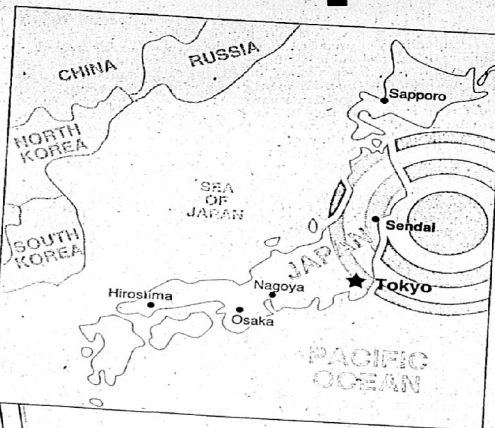 CHINA
RUSSIA
Sapporo
NORTH
KOREA
SEA
OF
JAPAN
Sendai
SOUTH
KOREA
JAPAN
Hiroshima
Nagoya
Tokyo
Osaka
PACIFIC
OCEAN